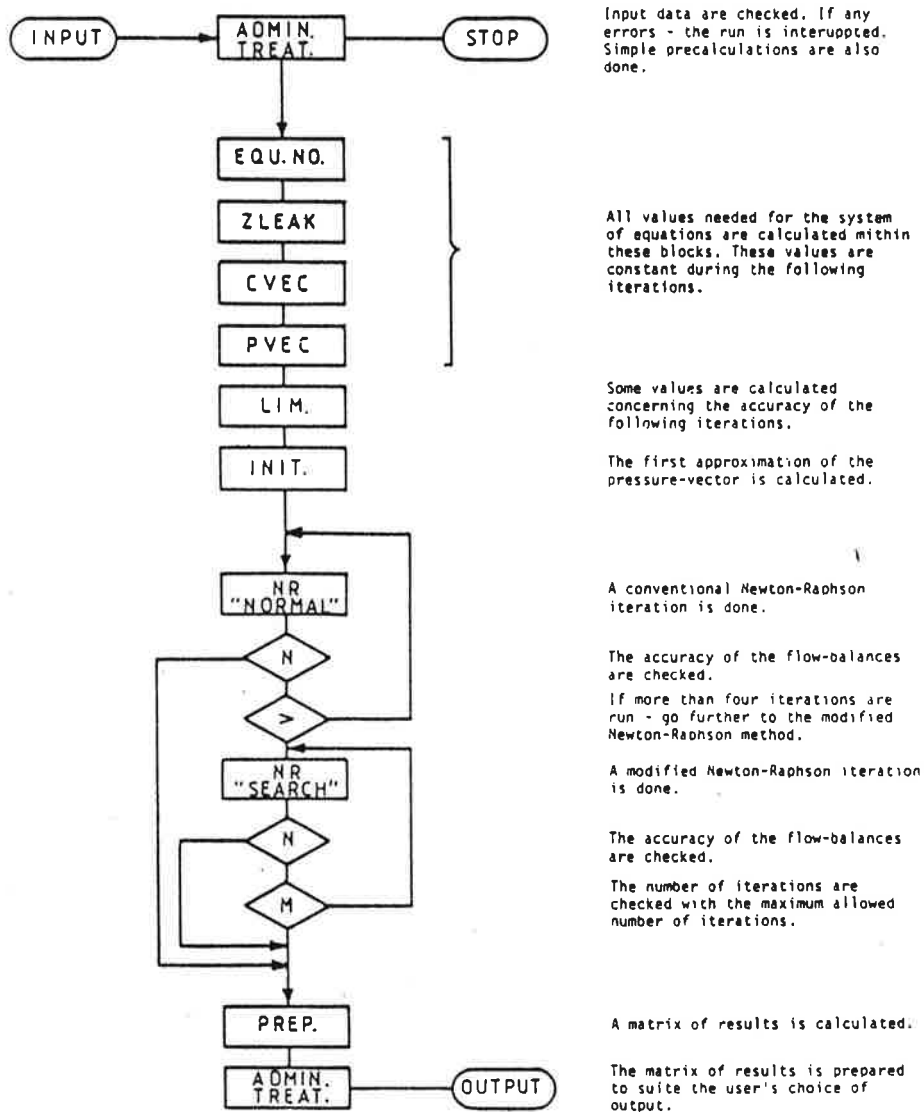 INPUT
ADMIN.
TREAT.
STOP
Input data are checked. If any
errors - the run is interuppted.
Simple precalculations are also
done.
EQU.NO.
ZLEAK
CVEC
PVEC
All values needed for the system
of equations are calculated within
these blocks. These values are
constant during the following
iterations.
LIM.
Some values are calculated
concerning the accuracy of the
following iterations.
INIT.
The first approximation of the
pressure-vector is calculated.
NR
"NORMAL"
A conventional Newton-Raphson
iteration is done.
N
The accuracy of the flow-balances
are checked.
>
If more than four iterations are
run - go further to the modified
Newton-Raphson method.
NR
"SEARCH"
A modified Newton-Raphson iteration
is done.
N
The accuracy of the flow-balances
are checked.
M
The number of iterations are
checked with the maximum allowed
number of iterations.
PREP.
A matrix of results is calculated.
ADMIN.
TREAT.
OUTPUT
The matrix of results is prepared
to suite the user's choice of
output.